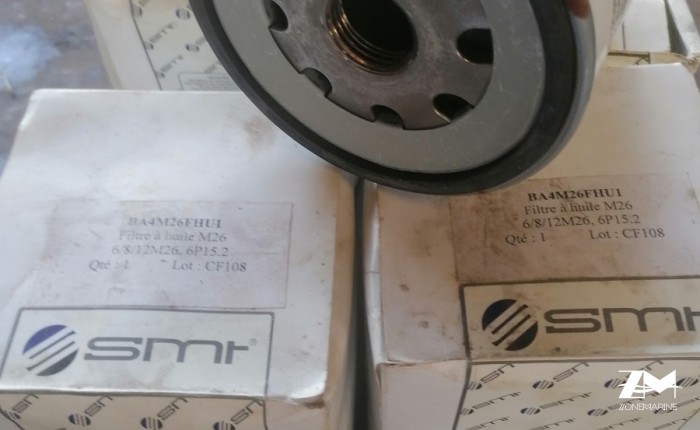 BA4M26FHU1
Filtre à huile M26
6/8/12M26, 6P15.2
Qté : 1 Lot : CF108
SMT
BA4M26FHU1
Filtre à huile M26
6/8/12M26, 6P15.2
Qté : 1 Lot : CF108
SMT
ZM
ZONEMARINE